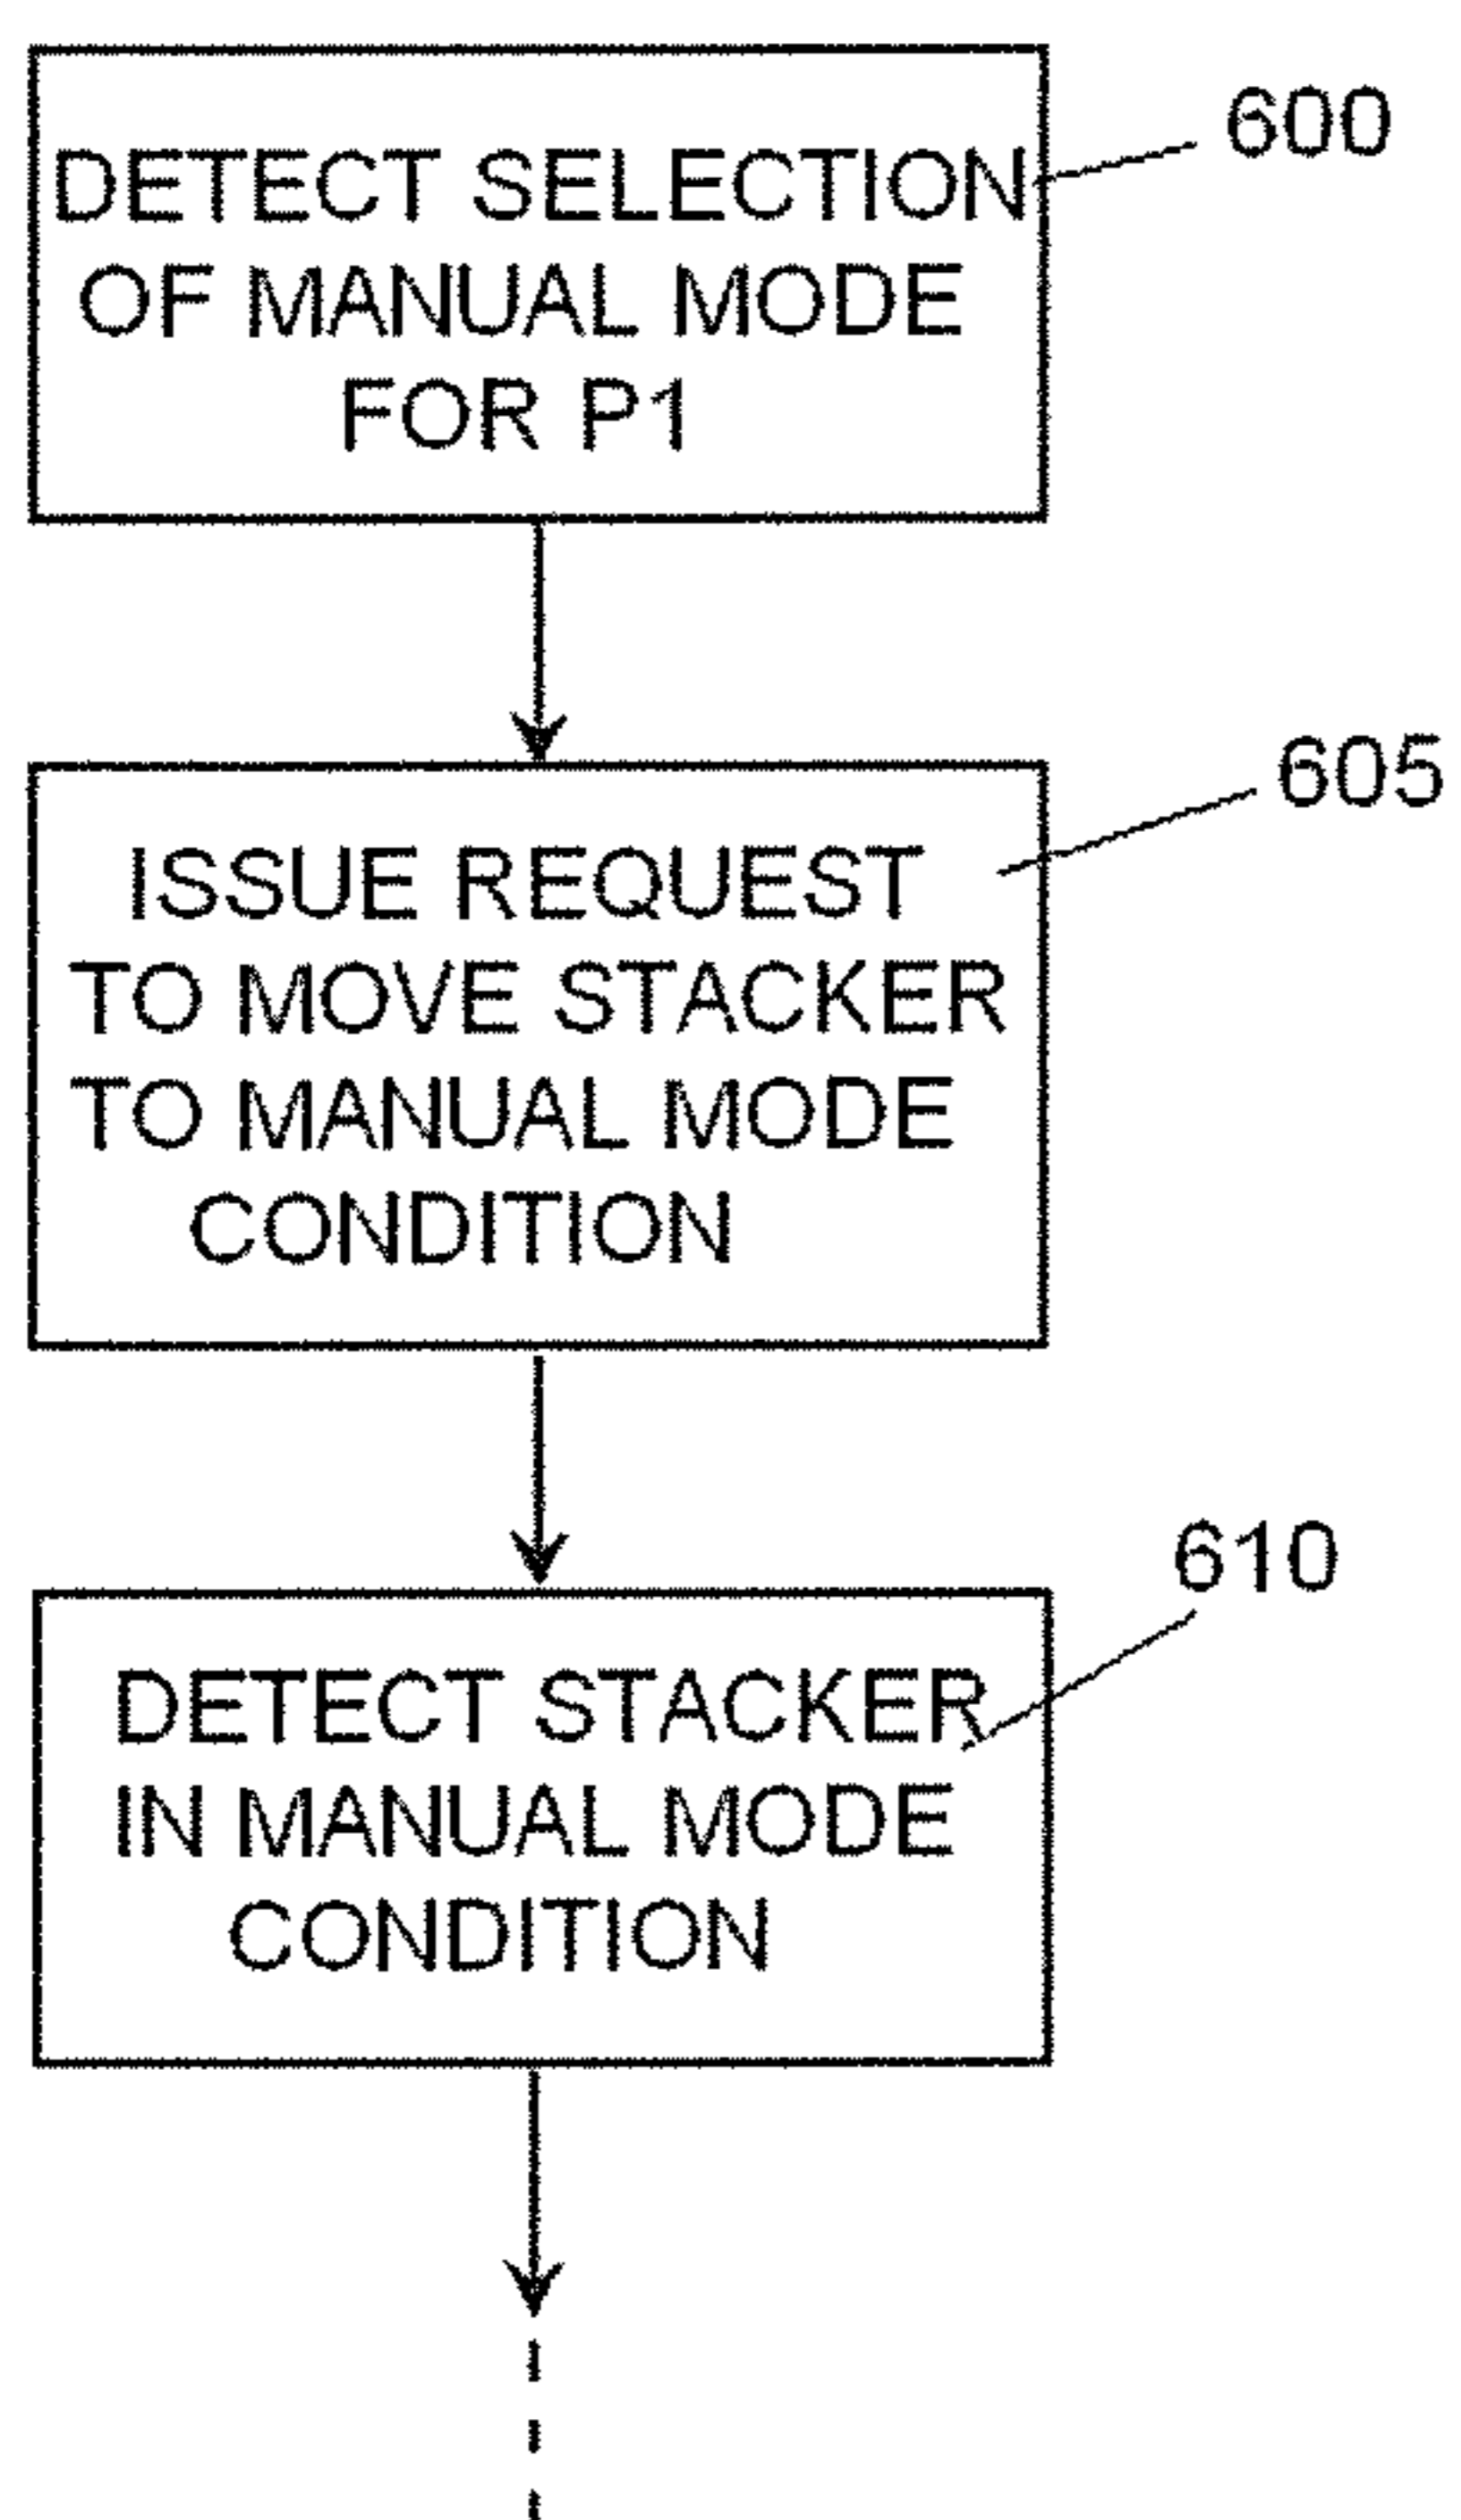 600
DETECT SELECTION
OF MANUAL MODE
FOR P1
605
ISSUE REQUEST
TO MOVE STACKER
TO MANUAL MODE
CONDITION
610
DETECT STACKER
IN MANUAL MODE
CONDITION